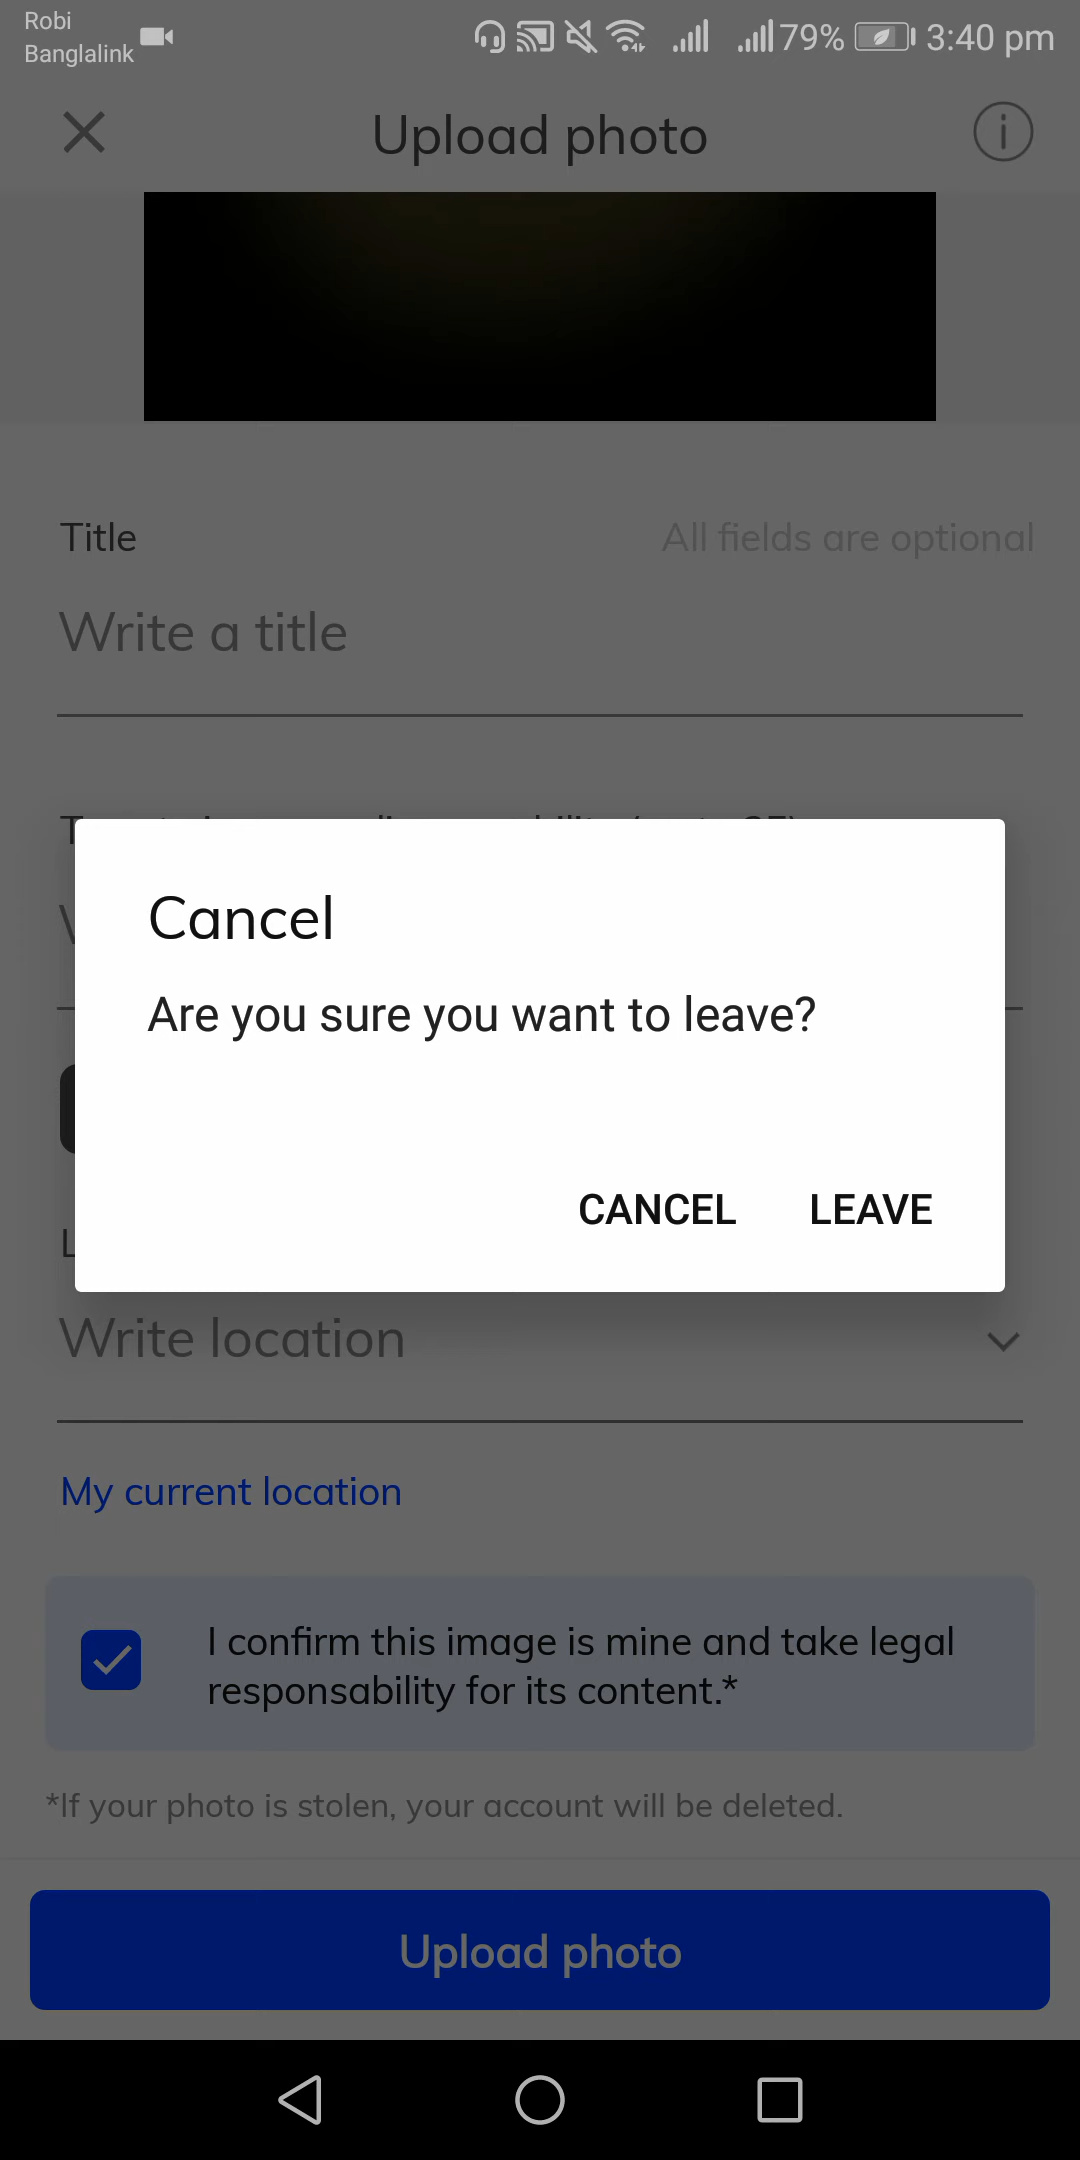 Robi
Banglalink
79%
3:40 pm
Upload photo
Title
All fields are optional
Write a title
Cancel
Are you sure you want to leave?
CANCEL
LEAVE
Write location
My current location
I confirm this image is mine and take legal
responsability for its content.*
*If your photo is stolen, your account will be deleted.
Upload photo